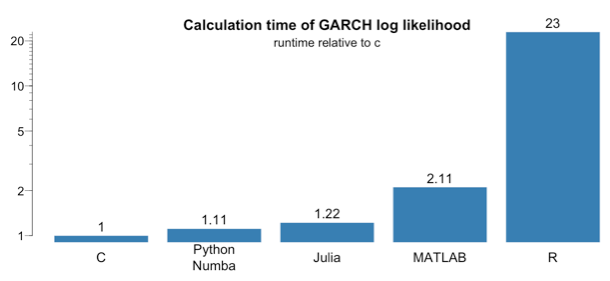 Calculation time of GARCH log likelihood
runtime relative to c
20
10
5
2
1
1
1.11
1.22
2.11
23
C
Python
Numba
Julia
MATLAB
R